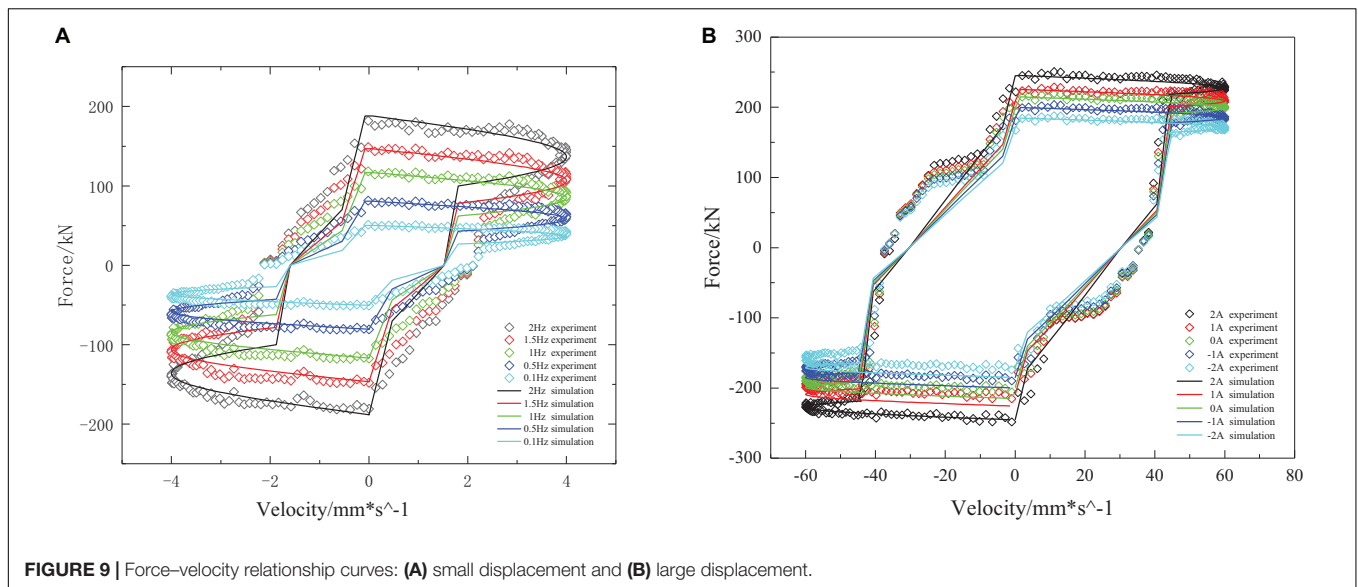 A
Force/kN
200
100
0
−100
−200
−4
−2
0
2
4
Velocity/mm*s^-1
2Hz experiment
1.5Hz experiment
1Hz experiment
0.5Hz experiment
0.1Hz experiment
2Hz simulation
1.5Hz simulation
1Hz simulation
0.5Hz simulation
0.1Hz simulation
B
Force/kN
300
200
100
0
-100
-200
-300
-60
-40
-20
0
20
40
60
80
Velocity/mm*s^-1
2A experiment
1A experiment
0A experiment
-1A experiment
-2A experiment
2A simulation
1A simulation
0A simulation
-1A simulation
-2A simulation
FIGURE 9 | Force–velocity relationship curves: (A) small displacement and (B) large displacement.